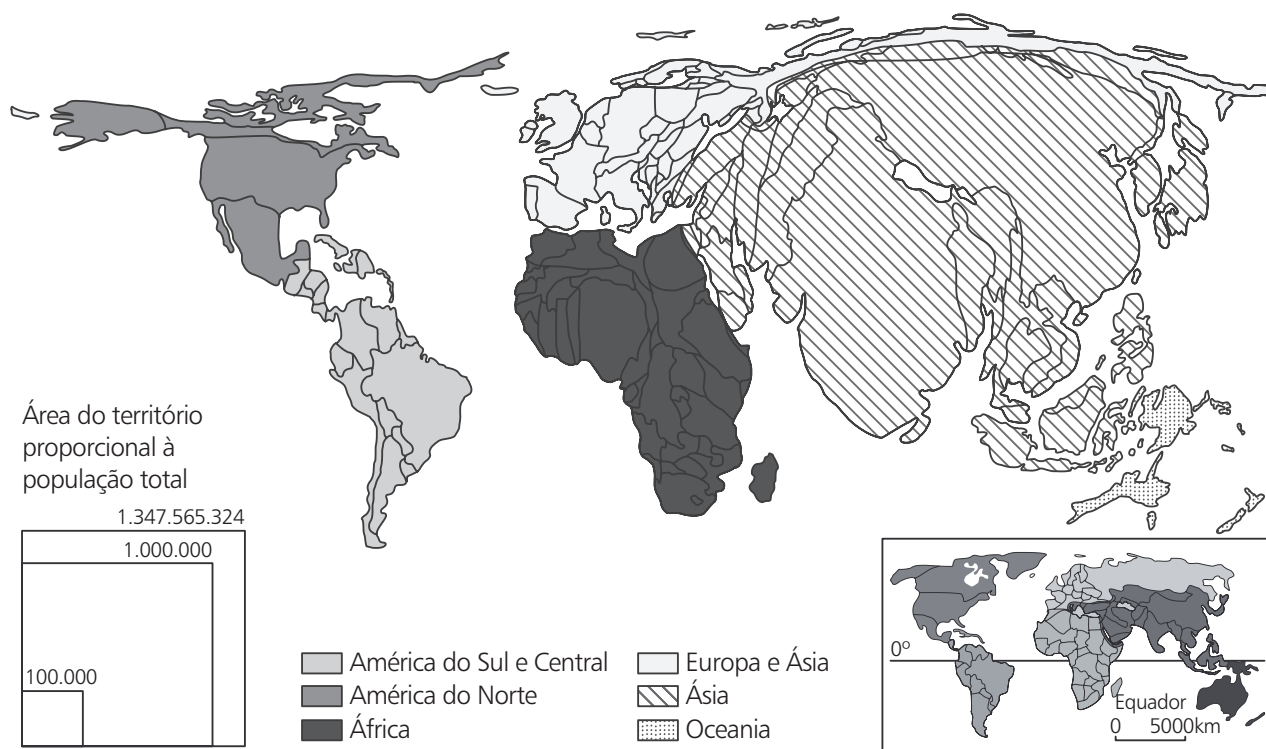 Área do território
proporcional à
população total
1.347.565.324
1.000.000
100.000
América do Sul e Central
América do Norte
África
Europa e Ásia
Ásia
Oceania
0º
Equador
0 5000km